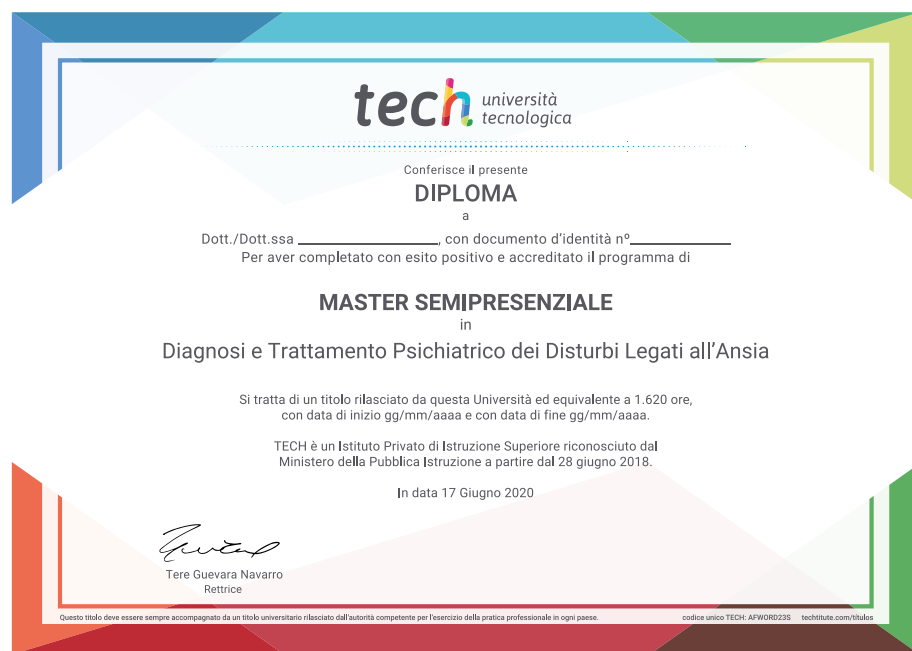 tech università
tecnologica
Conferisce il presente
DIPLOMA
a
Dott./Dott.ssa ____________________, con documento d'identità nº______________
Per aver completato con esito positivo e accreditato il programma di
MASTER SEMIPRESENZIALE
in
Diagnosi e Trattamento Psichiatrico dei Disturbi Legati all'Ansia
Si tratta di un titolo rilasciato da questa Università ed equivalente a 1.620 ore,
con data di inizio gg/mm/aaaa e con data di fine gg/mm/aaaa.
TECH è un Istituto Privato di Istruzione Superiore riconosciuto dal
Ministero della Pubblica Istruzione a partire dal 28 giugno 2018.
In data 17 Giugno 2020
Tere Guevara Navarro
Rettrice
Questo titolo deve essere sempre accompagnato da un titolo universitario rilasciato dall'autorità competente per l'esercizio della pratica professionale in ogni paese.
codice unico TECH: AFWORD23S techtitute.com/titulos